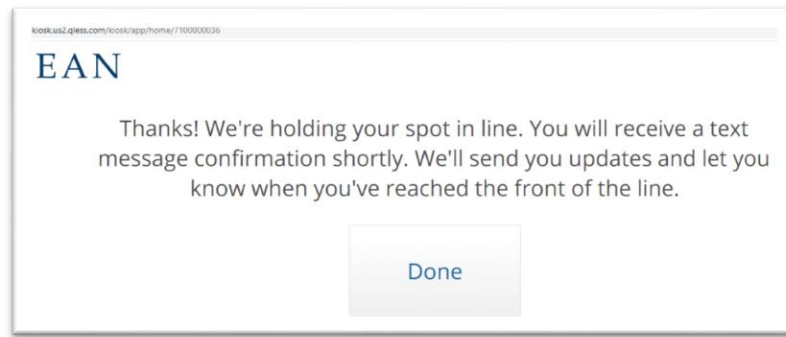 kiosk.us2.qless.com/kiosk/app/home/7100000036
EAN
Thanks! We're holding your spot in line. You will receive a text
message confirmation shortly. We'll send you updates and let you
know when you've reached the front of the line.
Done